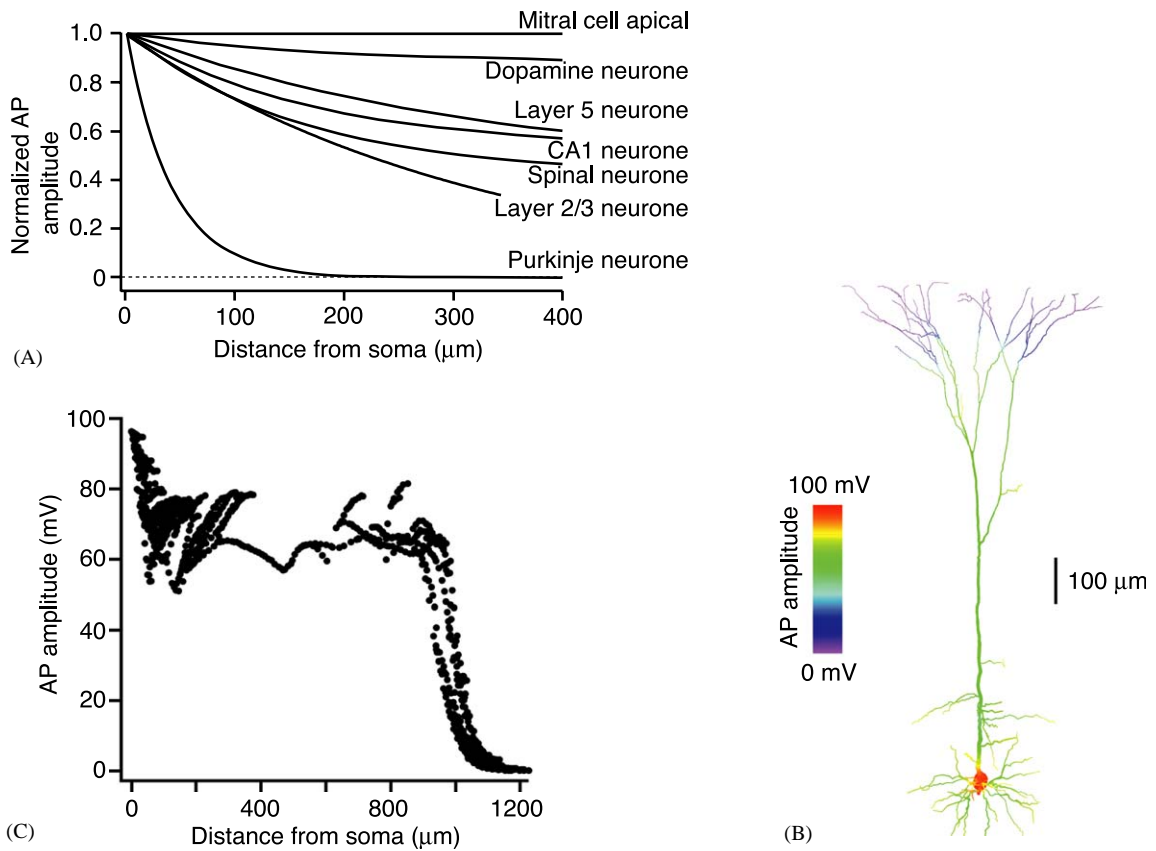 Normalized AP
amplitude
1.0
0.8
0.6
0.4
0.2
0
0
100
200
300
400
Distance from soma (μm)
Mitral cell apical
Dopamine neurone
Layer 5 neurone
CA1 neurone
Spinal neurone
Layer 2/3 neurone
Purkinje neurone
(A)
AP amplitude (mV)
100
80
60
40
20
0
0
400
800
1200
Distance from soma (μm)
(C)
100 mV
AP amplitude
0 mV
100 μm
(B)